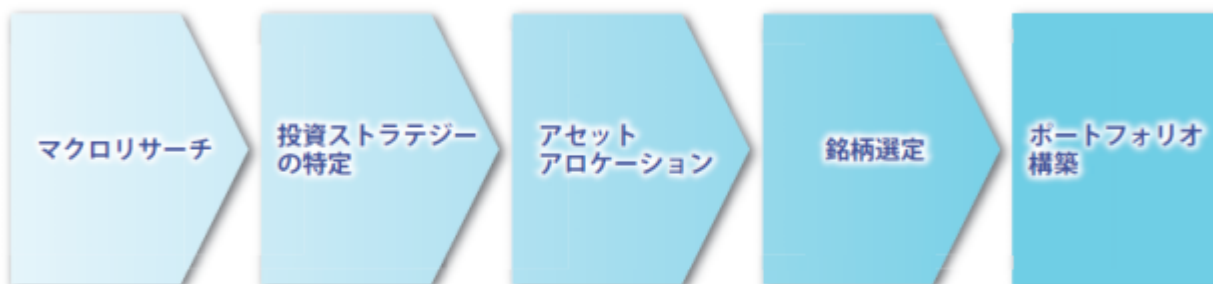 マクロリサーチ
投資ストラテジー
の特定
アセット
アロケーション
銘柄選定
ポートフォリオ
構築